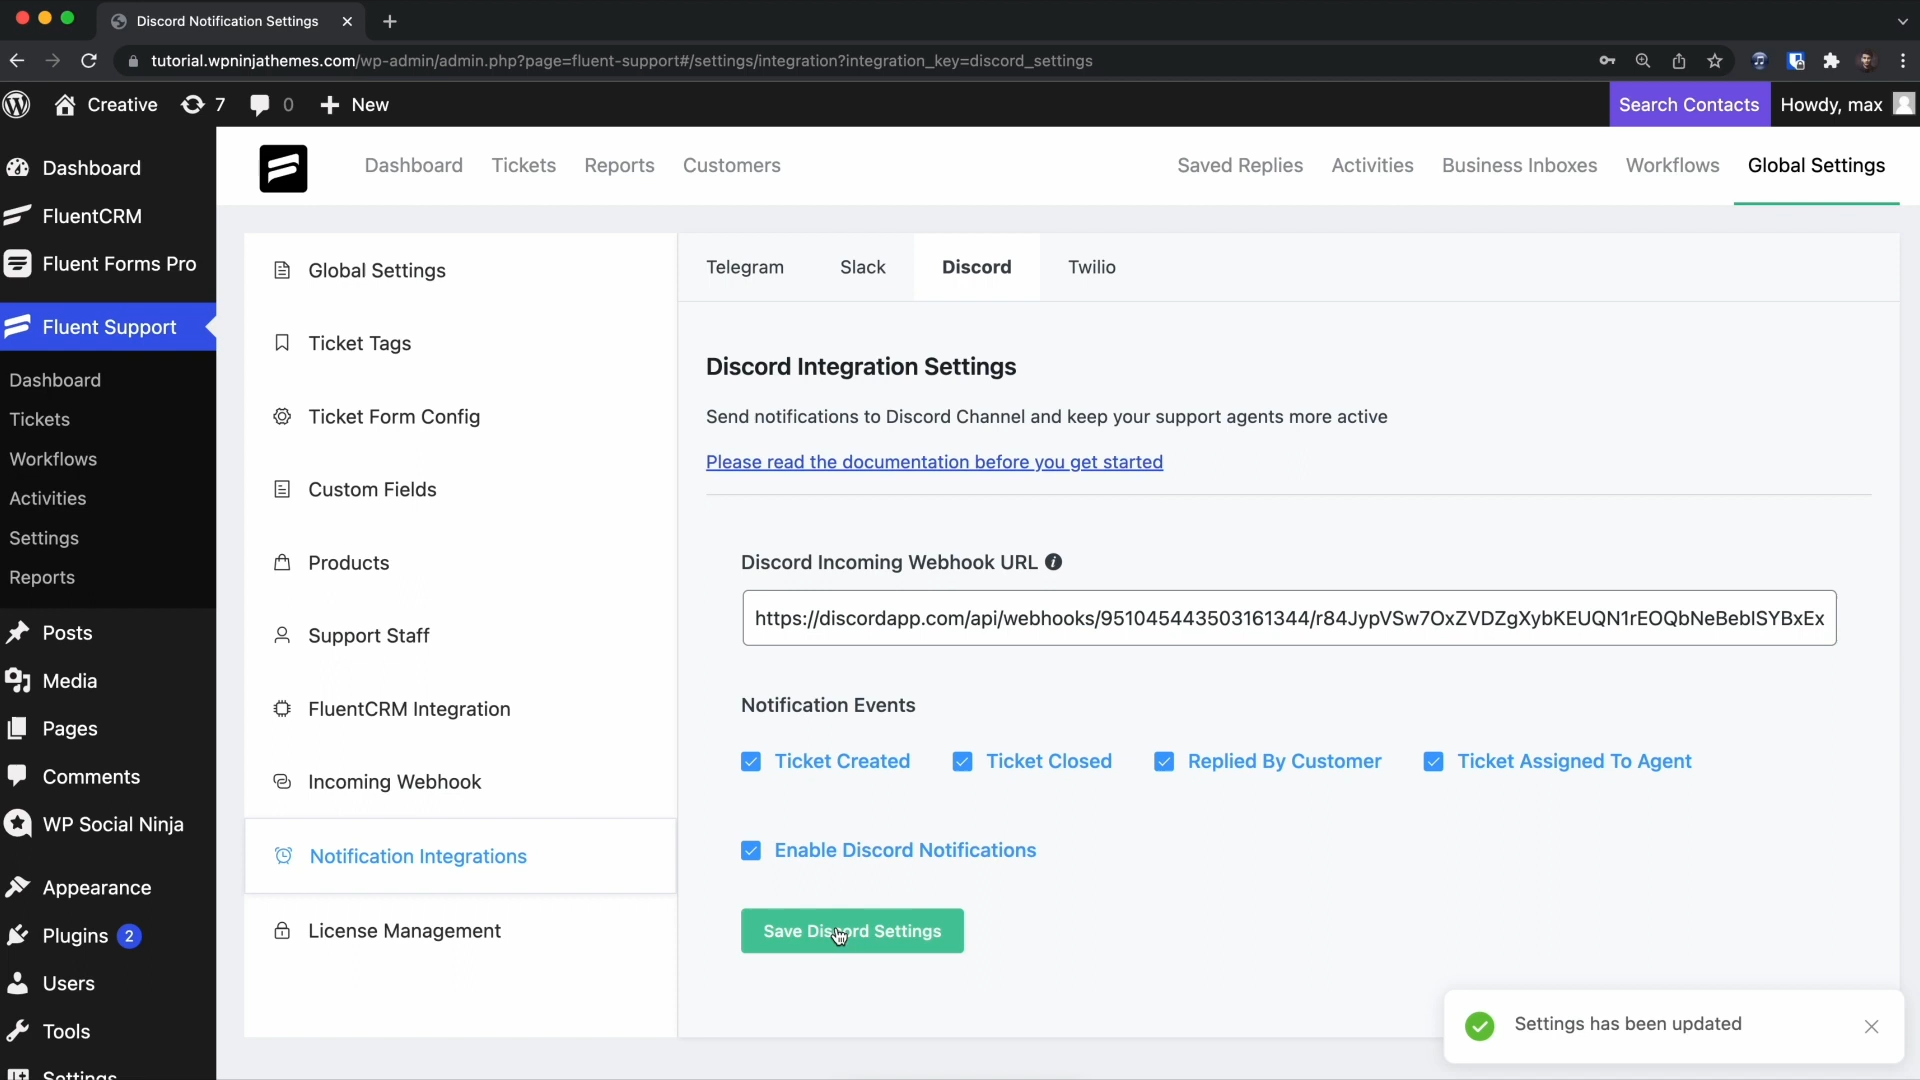 Discord Notification Settings
tutorial.wpninjathemes.com/wp-admin/admin.php?page=fluent-support#/settings/integration?integration_key=discord_settings
Creative 7 0 New Search Contacts Howdy, max
Dashboard
FluentCRM
Fluent Forms Pro
Fluent Support
Dashboard
Tickets
Workflows
Activities
Settings
Reports
Posts
Media
Pages
Comments
WP Social Ninja
Appearance
Plugins 2
Users
Tools
Settings
Dashboard Tickets Reports Customers Saved Replies Activities Business Inboxes Workflows Global Settings
Global Settings
Ticket Tags
Ticket Form Config
Custom Fields
Products
Support Staff
FluentCRM Integration
Incoming Webhook
Notification Integrations
License Management
Telegram Slack Discord Twilio
Discord Integration Settings
Send notifications to Discord Channel and keep your support agents more active
Please read the documentation before you get started
Discord Incoming Webhook URL
https://discordapp.com/api/webhooks/951045443503161344/r84JypVSw7OxZVDZgXybKEUQN1rEOQbNeBeblSYBxEx
Notification Events
Ticket Created Ticket Closed Replied By Customer Ticket Assigned To Agent
Enable Discord Notifications
Save Discord Settings
Settings has been updated